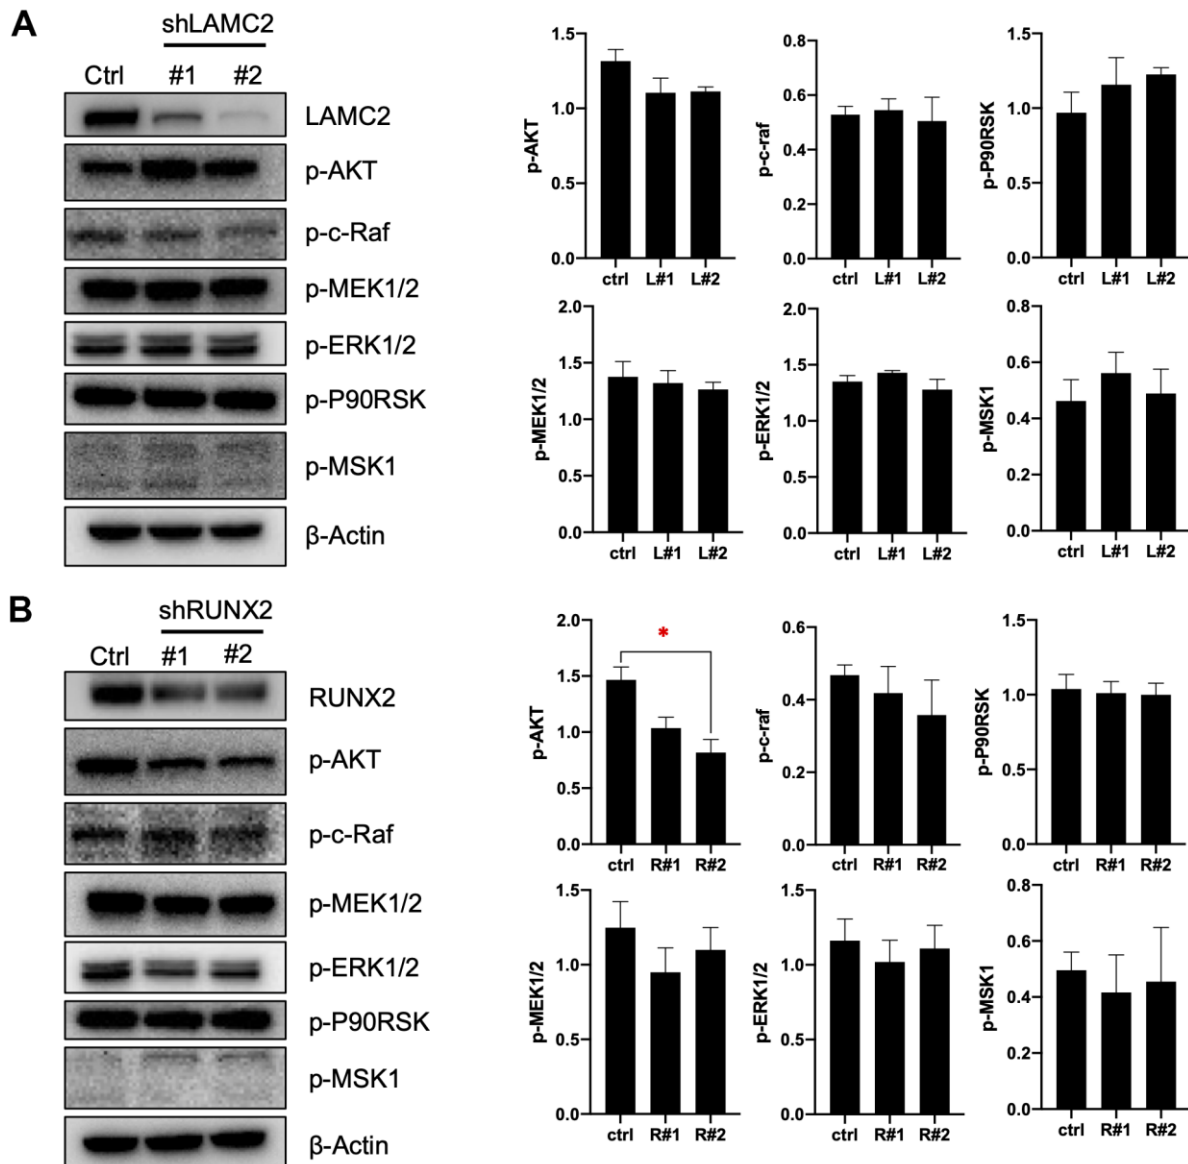 A
shLAMC2
Ctrl #1 #2
LAMC2
p-AKT
p-c-Raf
p-MEK1/2
p-ERK1/2
p-P90RSK
p-MSK1
β-Actin
p-AKT
1.5
1.0
0.5
0.0
ctrl L#1 L#2
p-c-raf
0.8
0.6
0.4
0.2
0.0
ctrl L#1 L#2
p-P90RSK
1.5
1.0
0.5
0.0
ctrl L#1 L#2
p-MEK1/2
2.0
1.5
1.0
0.5
0.0
ctrl L#1 L#2
p-ERK1/2
2.0
1.5
1.0
0.5
0.0
ctrl L#1 L#2
p-MSK1
0.8
0.6
0.4
0.2
0.0
ctrl L#1 L#2
B
shRUNX2
Ctrl #1 #2
RUNX2
p-AKT
p-c-Raf
p-MEK1/2
p-ERK1/2
p-P90RSK
p-MSK1
β-Actin
p-AKT
2.0
1.5
1.0
0.5
0.0
*
ctrl R#1 R#2
p-c-raf
0.6
0.4
0.2
0.0
ctrl R#1 R#2
p-P90RSK
1.5
1.0
0.5
0.0
ctrl R#1 R#2
p-MEK1/2
1.5
1.0
0.5
0.0
ctrl R#1 R#2
p-ERK1/2
1.5
1.0
0.5
0.0
ctrl R#1 R#2
p-MSK1
0.8
0.6
0.4
0.2
0.0
ctrl R#1 R#2